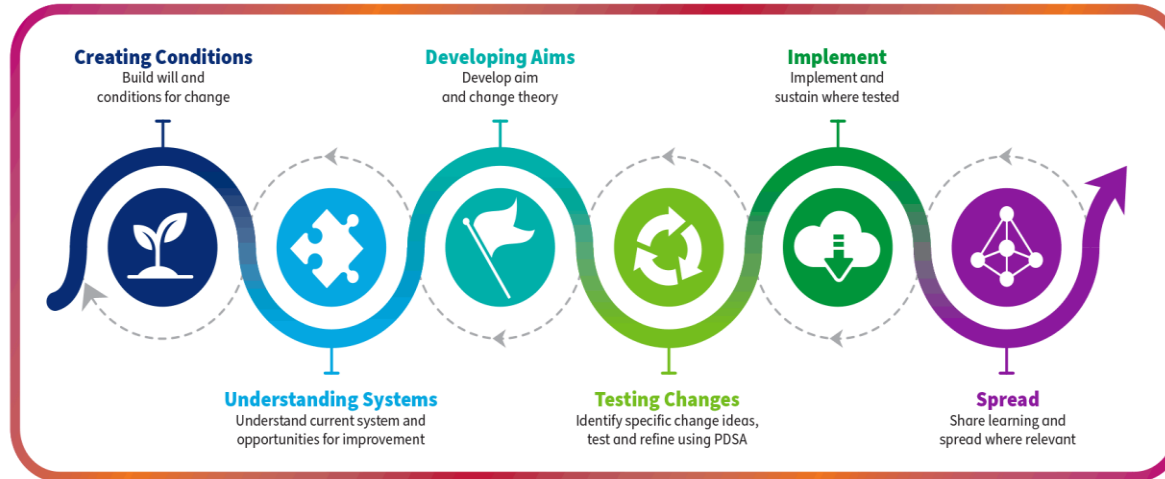 Creating Conditions
Build will and
conditions for change
Developing Aims
Develop aim
and change theory
Implement
Implement and
sustain where tested
Understanding Systems
Understand current system and
opportunities for improvement
Testing Changes
Identify specific change ideas,
test and refine using PDSA
Spread
Share learning and
spread where relevant